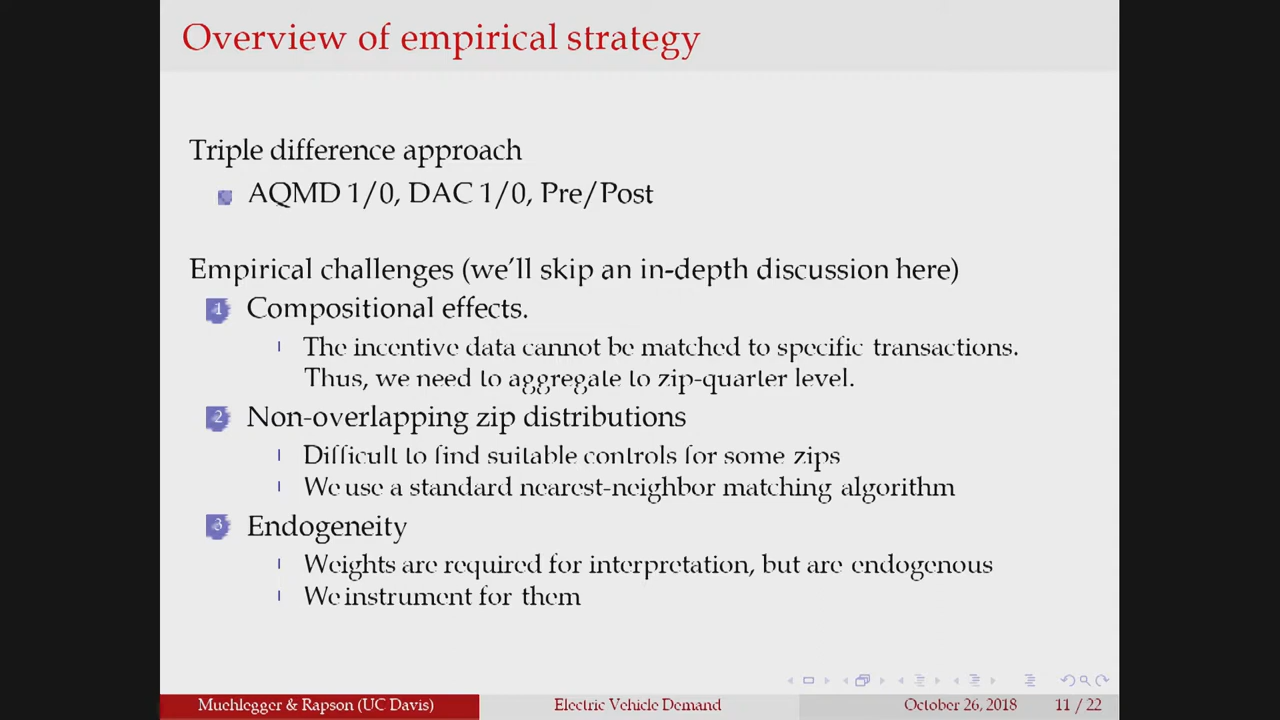 Overview of empirical strategy
Triple difference approach
AQMD 1/0, DAC 1/0, Pre/Post
Empirical challenges (we'll skip an in-depth discussion here)
1 Compositional effects.
The incentive data cannot be matched to specific transactions.
Thus, we need to aggregate to zip-quarter level.
2 Non-overlapping zip distributions
Difficult to find suitable controls for some zips
We use a standard nearest-neighbor matching algorithm
3 Endogeneity
Weights are required for interpretation, but are endogenous
We instrument for them
Muehlegger & Rapson (UC Davis) Electric Vehicle Demand October 26, 2018 11 / 22